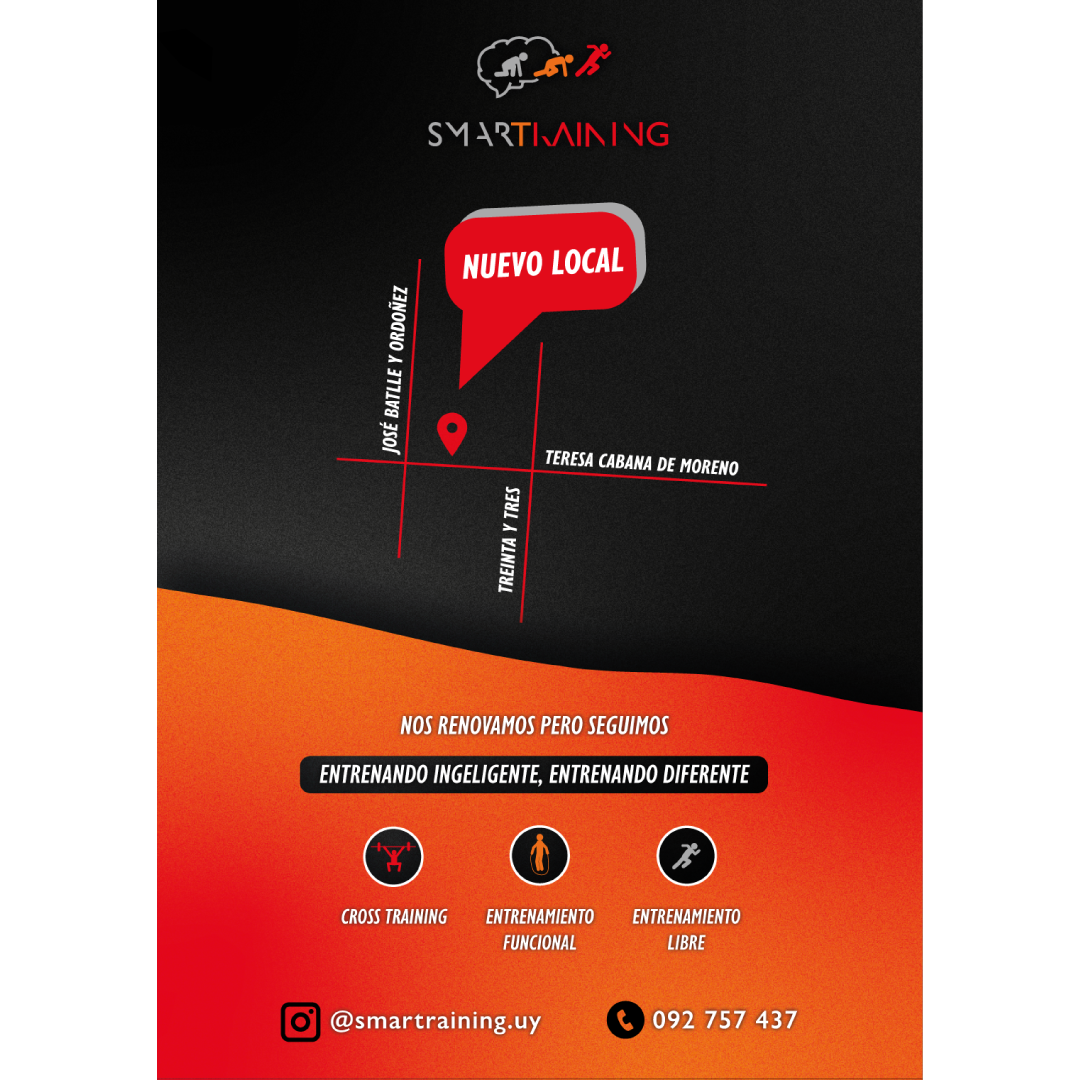 SMARTRAINING
NUEVO LOCAL
JOSÉ BATLLE Y ORDOÑEZ
TERESA CABANA DE MORENO
TREINTA Y TRES
NOS RENOVAMOS PERO SEGUIMOS
ENTRENANDO INGELIGENTE, ENTRENANDO DIFERENTE
CROSS TRAINING
ENTRENAMIENTO
FUNCIONAL
ENTRENAMIENTO
LIBRE
@smartraining.uy
092 757 437